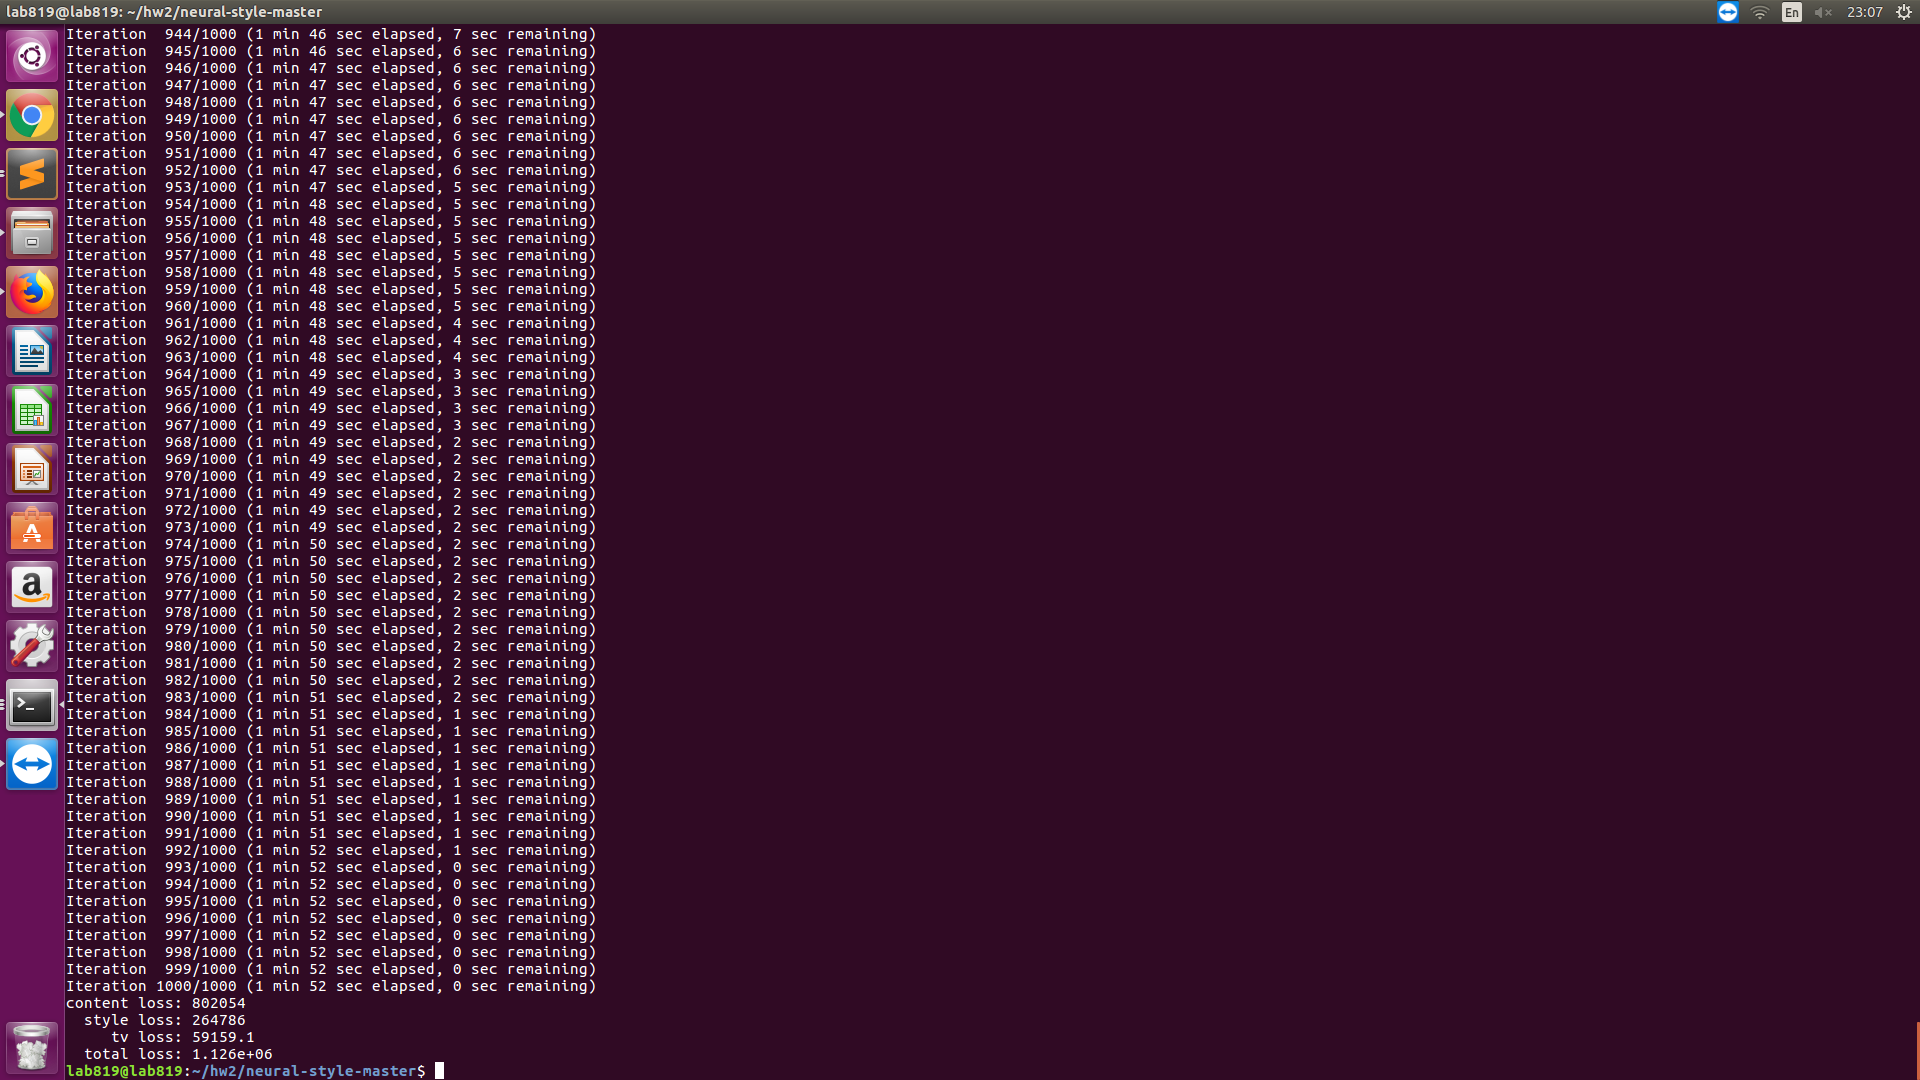 lab819@lab819: ~/hw2/neural-style-master
En
23:07
Iteration  944/1000 (1 min 46 sec elapsed, 7 sec remaining)
Iteration  945/1000 (1 min 46 sec elapsed, 6 sec remaining)
Iteration  946/1000 (1 min 47 sec elapsed, 6 sec remaining)
Iteration  947/1000 (1 min 47 sec elapsed, 6 sec remaining)
Iteration  948/1000 (1 min 47 sec elapsed, 6 sec remaining)
Iteration  949/1000 (1 min 47 sec elapsed, 6 sec remaining)
Iteration  950/1000 (1 min 47 sec elapsed, 6 sec remaining)
Iteration  951/1000 (1 min 47 sec elapsed, 6 sec remaining)
Iteration  952/1000 (1 min 47 sec elapsed, 6 sec remaining)
Iteration  953/1000 (1 min 47 sec elapsed, 5 sec remaining)
Iteration  954/1000 (1 min 48 sec elapsed, 5 sec remaining)
Iteration  955/1000 (1 min 48 sec elapsed, 5 sec remaining)
Iteration  956/1000 (1 min 48 sec elapsed, 5 sec remaining)
Iteration  957/1000 (1 min 48 sec elapsed, 5 sec remaining)
Iteration  958/1000 (1 min 48 sec elapsed, 5 sec remaining)
Iteration  959/1000 (1 min 48 sec elapsed, 5 sec remaining)
Iteration  960/1000 (1 min 48 sec elapsed, 5 sec remaining)
Iteration  961/1000 (1 min 48 sec elapsed, 4 sec remaining)
Iteration  962/1000 (1 min 48 sec elapsed, 4 sec remaining)
Iteration  963/1000 (1 min 48 sec elapsed, 4 sec remaining)
Iteration  964/1000 (1 min 49 sec elapsed, 3 sec remaining)
Iteration  965/1000 (1 min 49 sec elapsed, 3 sec remaining)
Iteration  966/1000 (1 min 49 sec elapsed, 3 sec remaining)
Iteration  967/1000 (1 min 49 sec elapsed, 3 sec remaining)
Iteration  968/1000 (1 min 49 sec elapsed, 2 sec remaining)
Iteration  969/1000 (1 min 49 sec elapsed, 2 sec remaining)
Iteration  970/1000 (1 min 49 sec elapsed, 2 sec remaining)
Iteration  971/1000 (1 min 49 sec elapsed, 2 sec remaining)
Iteration  972/1000 (1 min 49 sec elapsed, 2 sec remaining)
Iteration  973/1000 (1 min 49 sec elapsed, 2 sec remaining)
Iteration  974/1000 (1 min 50 sec elapsed, 2 sec remaining)
Iteration  975/1000 (1 min 50 sec elapsed, 2 sec remaining)
Iteration  976/1000 (1 min 50 sec elapsed, 2 sec remaining)
Iteration  977/1000 (1 min 50 sec elapsed, 2 sec remaining)
Iteration  978/1000 (1 min 50 sec elapsed, 2 sec remaining)
Iteration  979/1000 (1 min 50 sec elapsed, 2 sec remaining)
Iteration  980/1000 (1 min 50 sec elapsed, 2 sec remaining)
Iteration  981/1000 (1 min 50 sec elapsed, 2 sec remaining)
Iteration  982/1000 (1 min 50 sec elapsed, 2 sec remaining)
Iteration  983/1000 (1 min 51 sec elapsed, 2 sec remaining)
Iteration  984/1000 (1 min 51 sec elapsed, 1 sec remaining)
Iteration  985/1000 (1 min 51 sec elapsed, 1 sec remaining)
Iteration  986/1000 (1 min 51 sec elapsed, 1 sec remaining)
Iteration  987/1000 (1 min 51 sec elapsed, 1 sec remaining)
Iteration  988/1000 (1 min 51 sec elapsed, 1 sec remaining)
Iteration  989/1000 (1 min 51 sec elapsed, 1 sec remaining)
Iteration  990/1000 (1 min 51 sec elapsed, 1 sec remaining)
Iteration  991/1000 (1 min 51 sec elapsed, 1 sec remaining)
Iteration  992/1000 (1 min 52 sec elapsed, 1 sec remaining)
Iteration  993/1000 (1 min 52 sec elapsed, 0 sec remaining)
Iteration  994/1000 (1 min 52 sec elapsed, 0 sec remaining)
Iteration  995/1000 (1 min 52 sec elapsed, 0 sec remaining)
Iteration  996/1000 (1 min 52 sec elapsed, 0 sec remaining)
Iteration  997/1000 (1 min 52 sec elapsed, 0 sec remaining)
Iteration  998/1000 (1 min 52 sec elapsed, 0 sec remaining)
Iteration  999/1000 (1 min 52 sec elapsed, 0 sec remaining)
Iteration 1000/1000 (1 min 52 sec elapsed, 0 sec remaining)
content loss: 802054
  style loss: 264786
     tv loss: 59159.1
  total loss: 1.126e+06
lab819@lab819:~/hw2/neural-style-master$